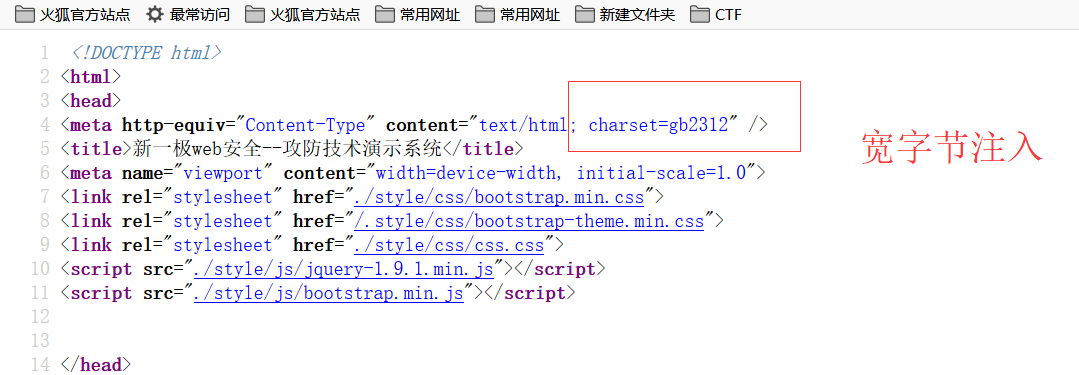 火狐官方站点 最常访问 火狐官方站点 常用网址 常用网址 新建文件夹 CTF
1 <!DOCTYPE html>
2 <html>
3 <head>
4 <meta http-equiv="Content-Type" content="text/html; charset=gb2312" />
5 <title>新一极web安全--攻防技术演示系统</title>
宽字节注入
6 <meta name="viewport" content="width=device-width, initial-scale=1.0">
7 <link rel="stylesheet" href="./style/css/bootstrap.min.css">
8 <link rel="stylesheet" href="/.style/css/bootstrap-theme.min.css">
9 <link rel="stylesheet" href="./style/css/css.css">
10 <script src="./style/js/jquery-1.9.1.min.js"></script>
11 <script src="./style/js/bootstrap.min.js"></script>
12
13
14 </head>